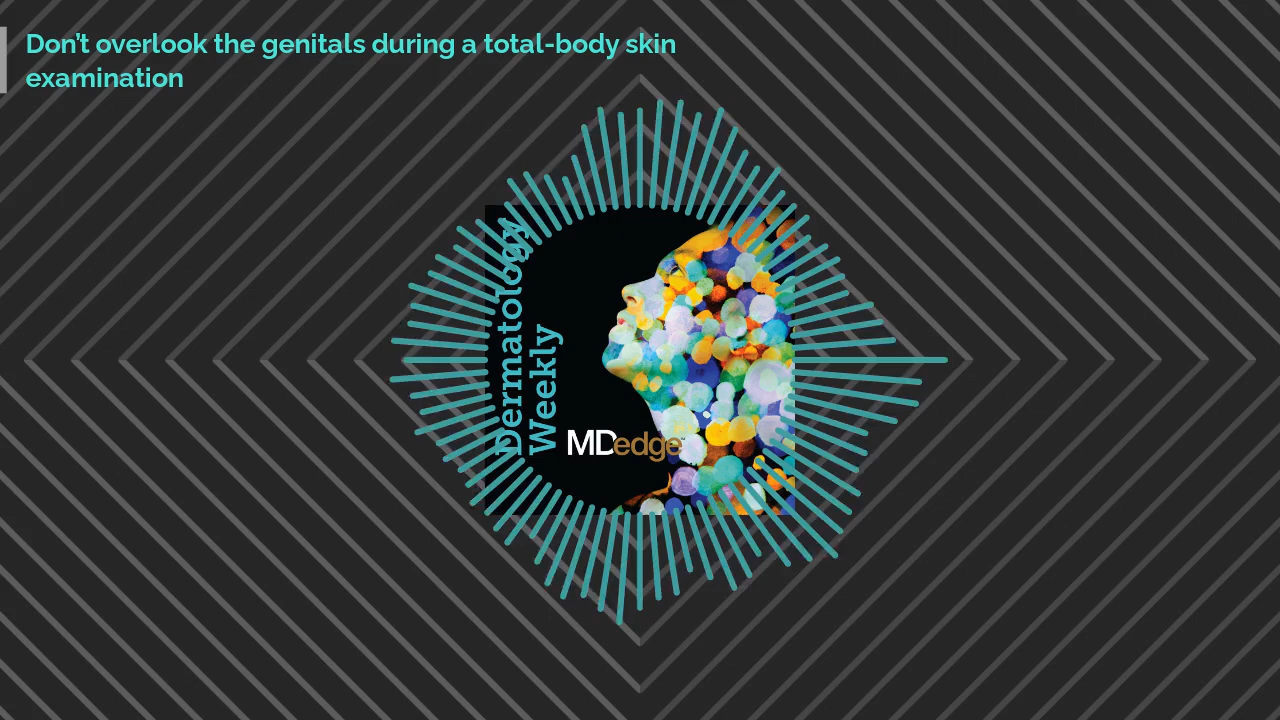 Don't overlook the genitals during a total-body skin
examination
Dermatology
Weekly
MDedge